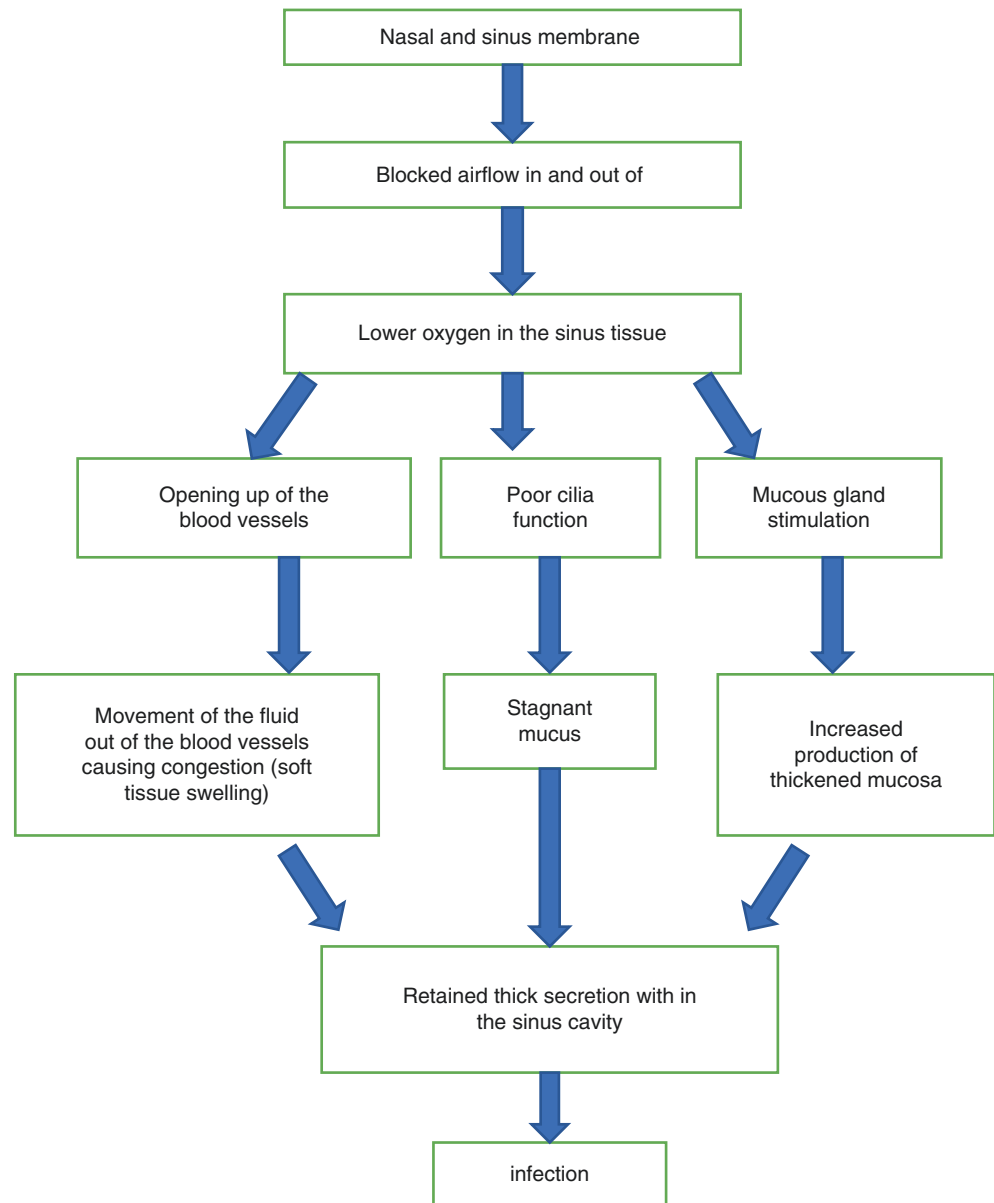 Nasal and sinus membrane
Blocked airflow in and out of
Lower oxygen in the sinus tissue
Opening up of the
blood vessels
Poor cilia
function
Mucous gland
stimulation
Movement of the fluid
out of the blood vessels
causing congestion (soft
tissue swelling)
Stagnant
mucus
Increased
production of
thickened mucosa
Retained thick secretion with in
the sinus cavity
infection